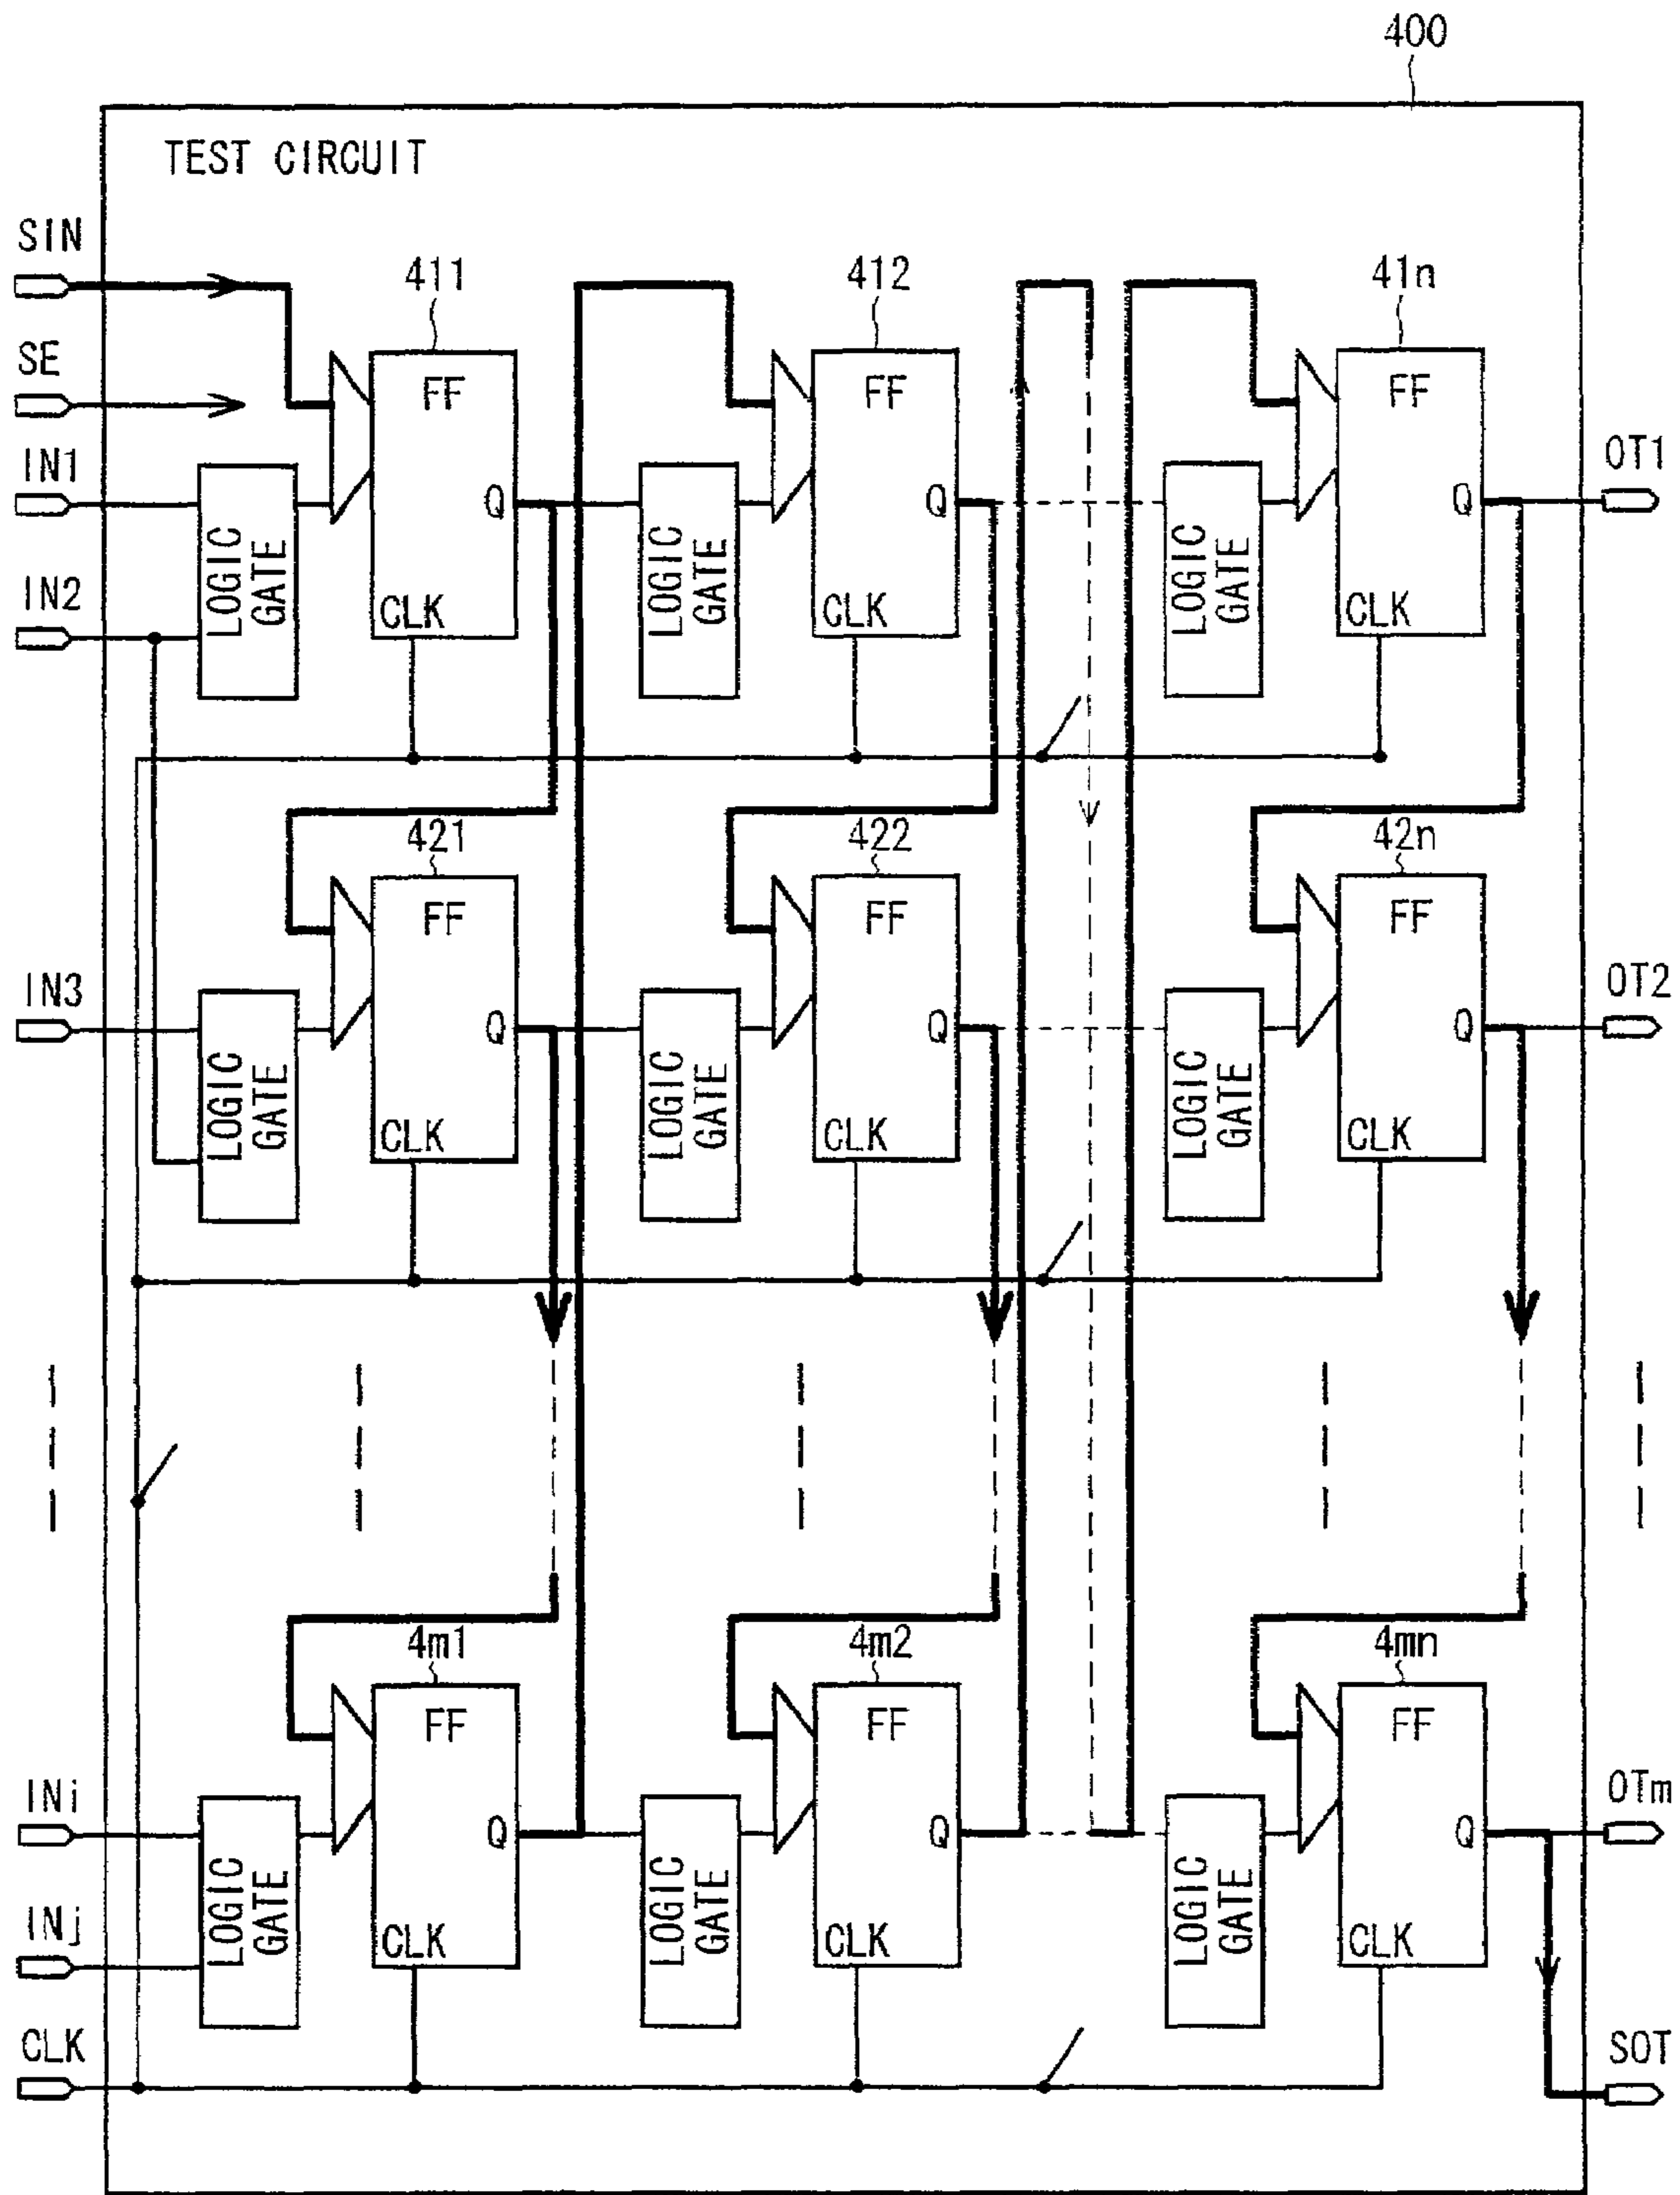 400
TEST CIRCUIT
SIN
SE
IN1
IN2
411
FF
Q
CLK
LOGIC GATE
412
FF
Q
CLK
LOGIC GATE
41n
FF
Q
CLK
LOGIC GATE
OT1
IN3
421
FF
Q
CLK
LOGIC GATE
422
FF
Q
CLK
LOGIC GATE
42n
FF
Q
CLK
LOGIC GATE
OT2
INi
INj
CLK
4m1
FF
Q
CLK
LOGIC GATE
4m2
FF
Q
CLK
LOGIC GATE
4mn
FF
Q
CLK
LOGIC GATE
OTm
SOT